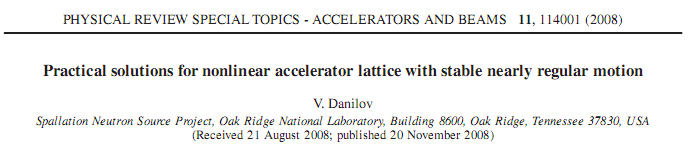 PHYSICAL REVIEW SPECIAL TOPICS - ACCELERATORS AND BEAMS 11, 114001 (2008)
Practical solutions for nonlinear accelerator lattice with stable nearly regular motion
V. Danilov
Spallation Neutron Source Project, Oak Ridge National Laboratory, Building 8600, Oak Ridge, Tennessee 37830, USA
(Received 21 August 2008; published 20 November 2008)